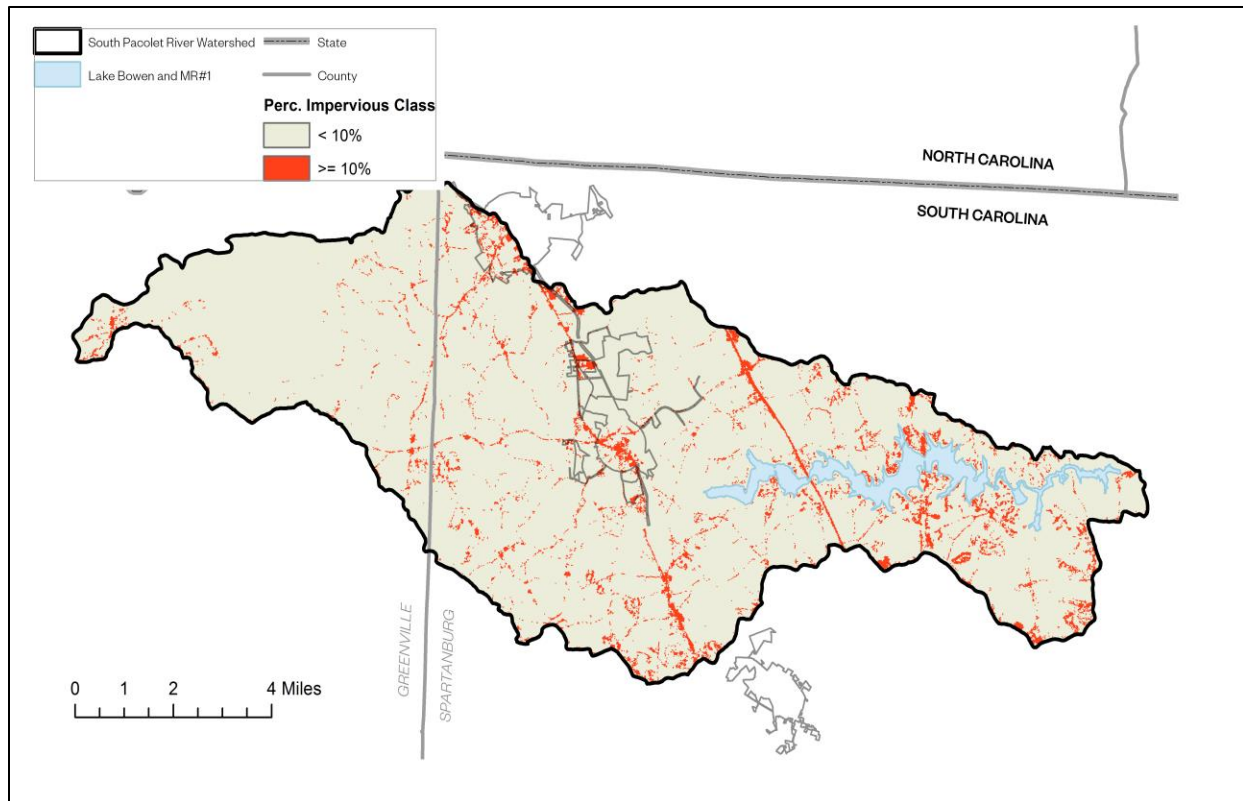 South Pacolet River Watershed
State
Lake Bowen and MR#1
County
Perc. Impervious Class
< 10%
>= 10%
NORTH CAROLINA
SOUTH CAROLINA
GREENVILLE
SPARTANBURG
0 1 2 4 Miles